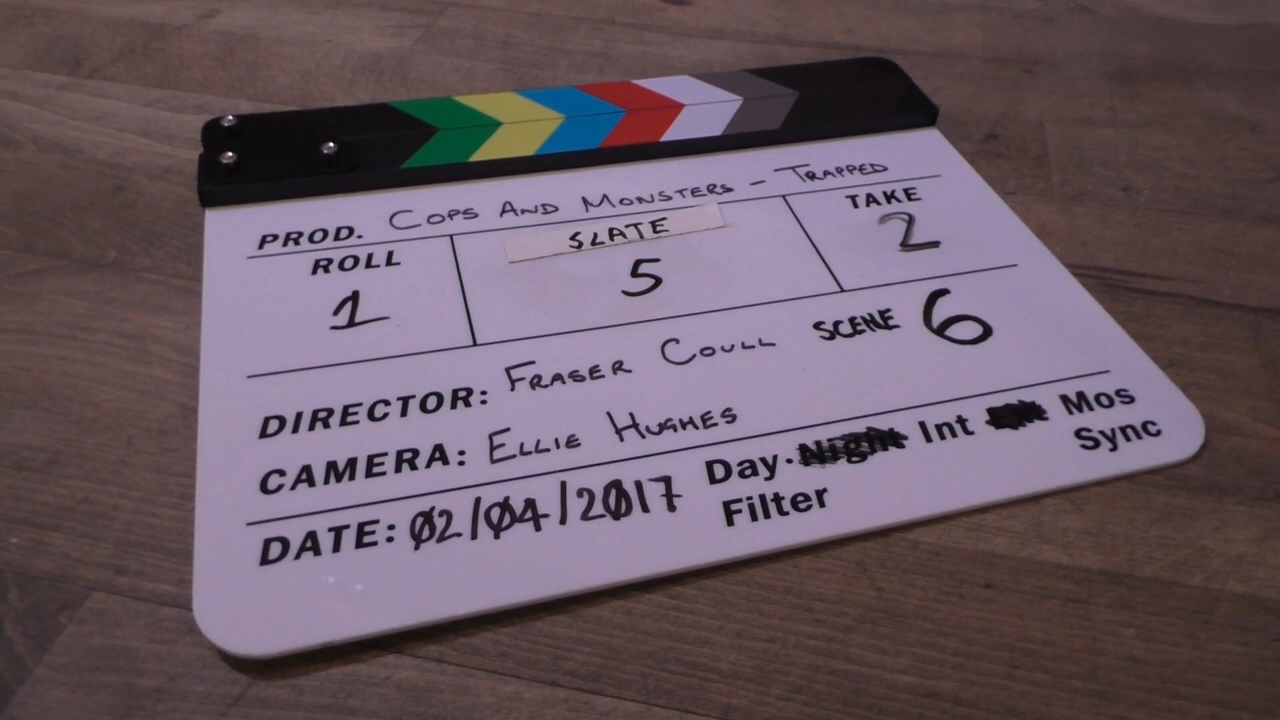 PROD. COPS AND MONSTERS - TRAPPED
ROLL SLATE TAKE
1 5 2
DIRECTOR: FRASER COULL SCENE 6
CAMERA: ELLIE HUGHES
DATE: 02/04/2017 Day · Night Int Mos
Filter Sync